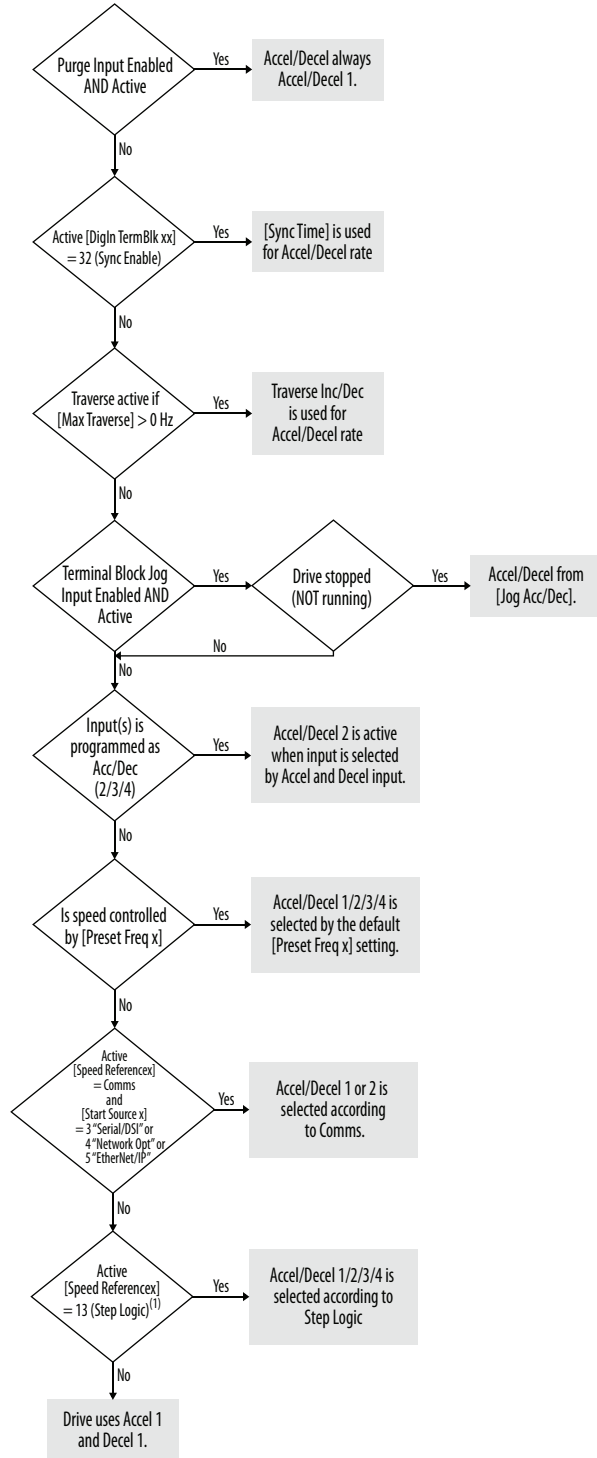 Purge Input Enabled
AND Active
Yes
Accel/Decel always
Accel/Decel 1.
No
Active [DigIn TermBlk xx]
= 32 (Sync Enable)
Yes
[Sync Time] is used
for Accel/Decel rate
No
Traverse active if
[Max Traverse] > 0 Hz
Yes
Traverse Inc/Dec
is used for
Accel/Decel rate
No
Terminal Block Jog
Input Enabled AND
Active
Yes
Drive stopped
(NOT running)
Yes
Accel/Decel from
[Jog Acc/Dec].
No
No
Input(s) is
programmed as
Acc/Dec
(2/3/4)
Yes
Accel/Decel 2 is active
when input is selected
by Accel and Decel input.
No
Is speed controlled
by [Preset Freq x]
Yes
Accel/Decel 1/2/3/4 is
selected by the default
[Preset Freq x] setting.
No
Active
[Speed Referencex]
= Comms
and
[Start Source x]
= 3 “Serial/DSI” or
4 “Network Opt” or
5 “EtherNet/IP”
Yes
Accel/Decel 1 or 2 is
selected according
to Comms.
No
Active
[Speed Referencex]
= 13 (Step Logic)(1)
Yes
Accel/Decel 1/2/3/4 is
selected according to
Step Logic
No
Drive uses Accel 1
and Decel 1.